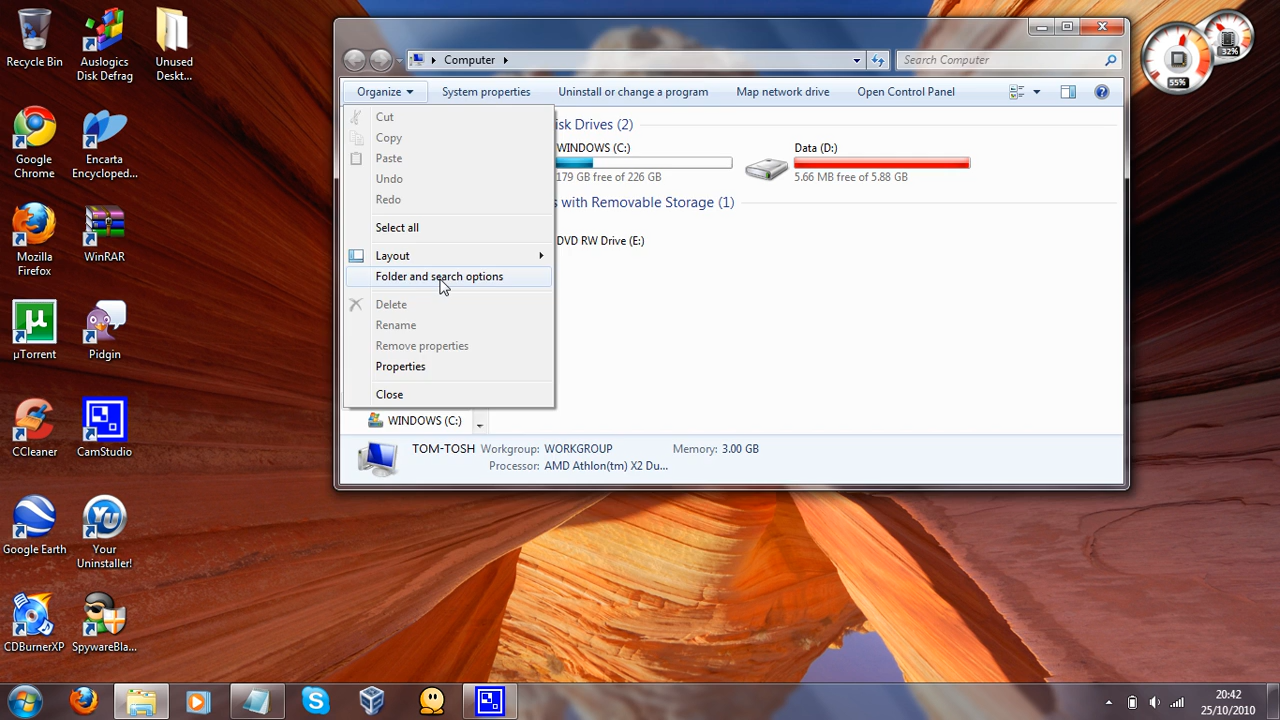 Recycle Bin
Auslogics
Disk Defrag
Unused
Deskt...
Google
Chrome
Encarta
Encycloped...
Mozilla
Firefox
WinRAR
µTorrent
Pidgin
CCleaner
CamStudio
Google Earth
Your
Uninstaller!
CDBurnerXP
SpywareBla...
Computer
Search Computer
Organize
System properties
Uninstall or change a program
Map network drive
Open Control Panel
Cut
Copy
Paste
Undo
Redo
Select all
Layout
Folder and search options
Delete
Rename
Remove properties
Properties
Close
isk Drives (2)
WINDOWS (C:)
179 GB free of 226 GB
Data (D:)
5.66 MB free of 5.88 GB
s with Removable Storage (1)
DVD RW Drive (E:)
WINDOWS (C:)
TOM-TOSH Workgroup: WORKGROUP Memory: 3.00 GB
Processor: AMD Athlon(tm) X2 Du...
55%
32%
20:42
25/10/2010